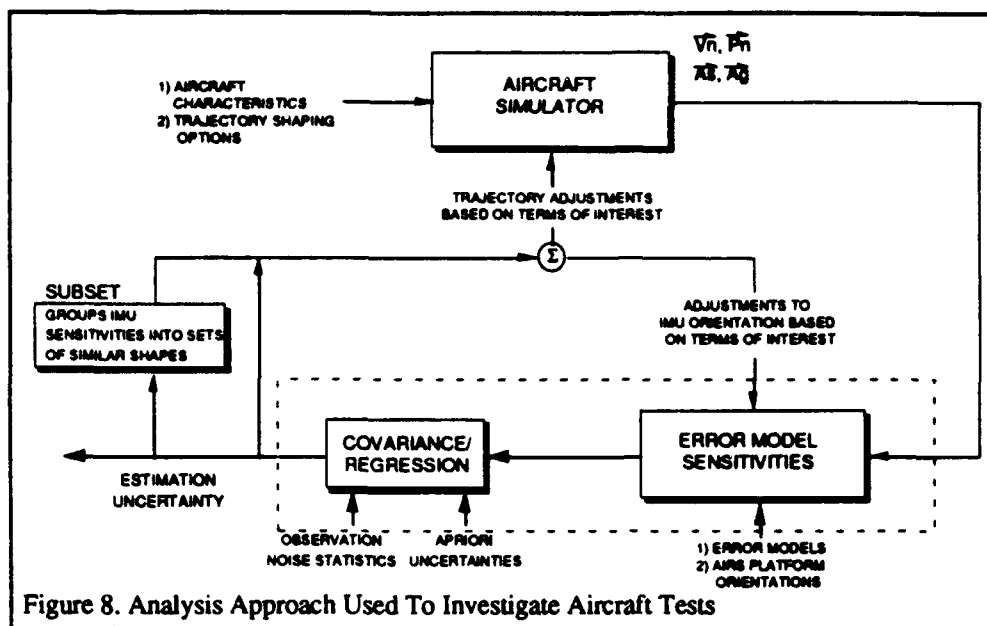 V̄n, P̄n
Ās, Āg
1) AIRCRAFT
CHARACTERISTICS
2) TRAJECTORY SHAPING
OPTIONS
AIRCRAFT
SIMULATOR
TRAJECTORY ADJUSTMENTS
BASED ON TERMS OF INTEREST
Σ
SUBSET
GROUPS IMU
SENSITIVITIES INTO SETS
OF SIMILAR SHAPES
ADJUSTMENTS TO
IMU ORIENTATION BASED
ON TERMS OF INTEREST
COVARIANCE/
REGRESSION
ERROR MODEL
SENSITIVITIES
ESTIMATION
UNCERTAINTY
OBSERVATION
NOISE STATISTICS
APRIORI
UNCERTAINTIES
1) ERROR MODELS
2) AIRS PLATFORM
ORIENTATIONS
Figure 8. Analysis Approach Used To Investigate Aircraft Tests